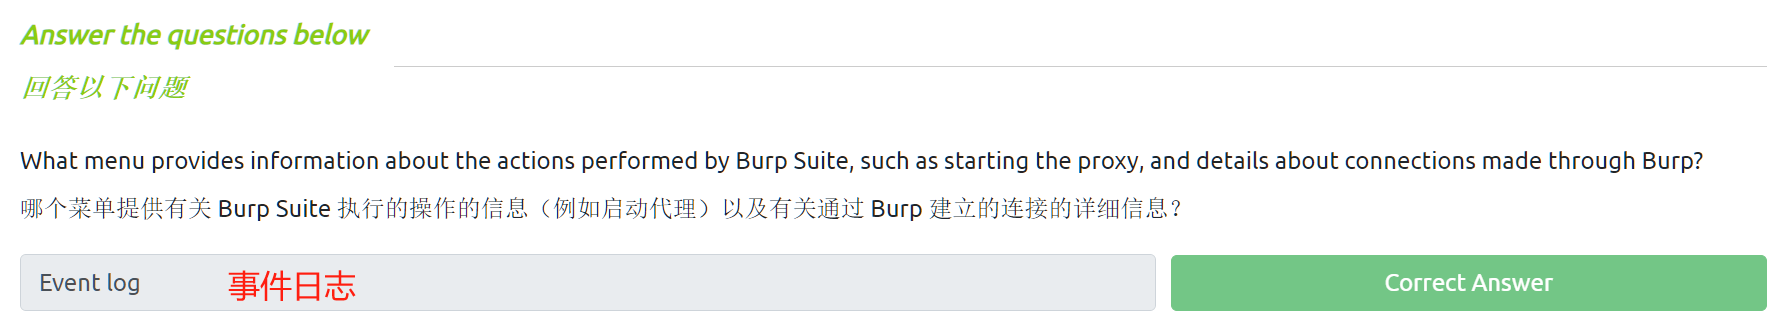 Answer the questions below
回答以下问题
What menu provides information about the actions performed by Burp Suite, such as starting the proxy, and details about connections made through Burp?
哪个菜单提供有关 Burp Suite 执行的操作的信息（例如启动代理）以及有关通过 Burp 建立的连接的详细信息？
Event log 事件日志 Correct Answer